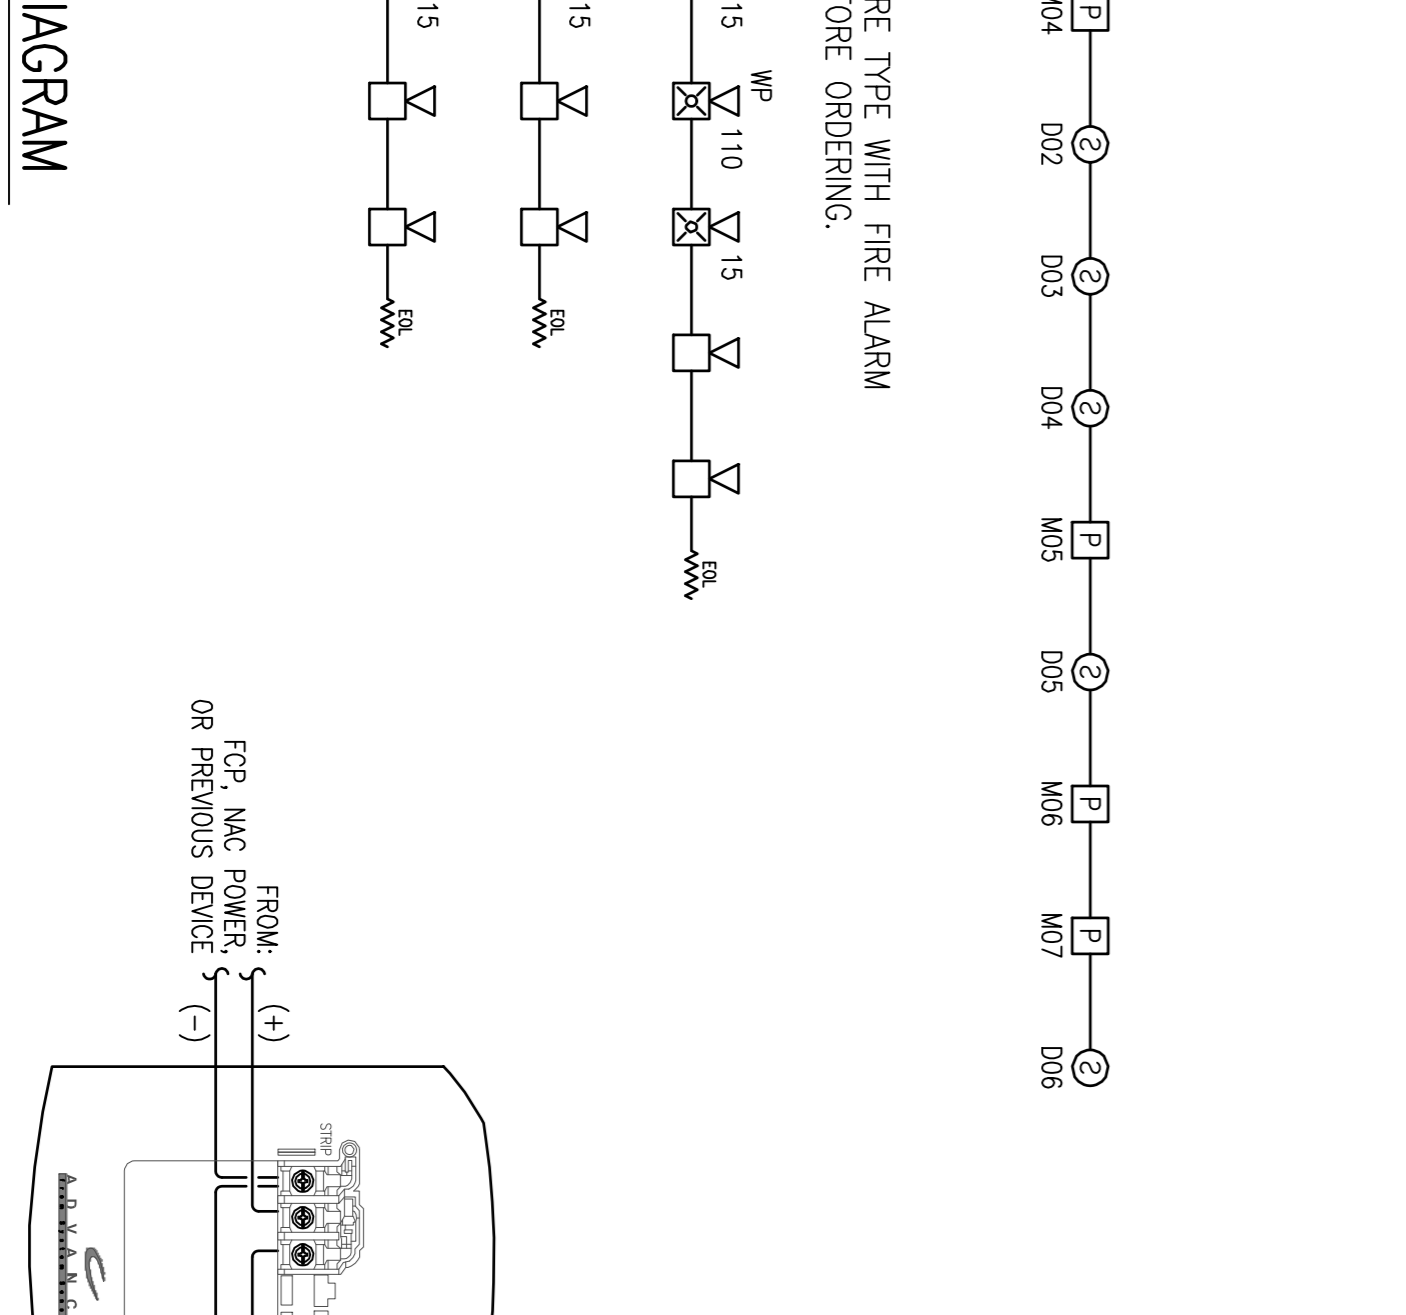 M04
D02
D03
D04
M05
D05
M06
M07
D06
P
S
S
S
P
S
P
P
S
RE TYPE WITH FIRE ALARM
FORE ORDERING.
WP
15
110
15
EOL
15
EOL
15
EOL
IAGRAM
FROM:
FCP, NAC POWER,
OR PREVIOUS DEVICE
(+)
(-)
STRIP